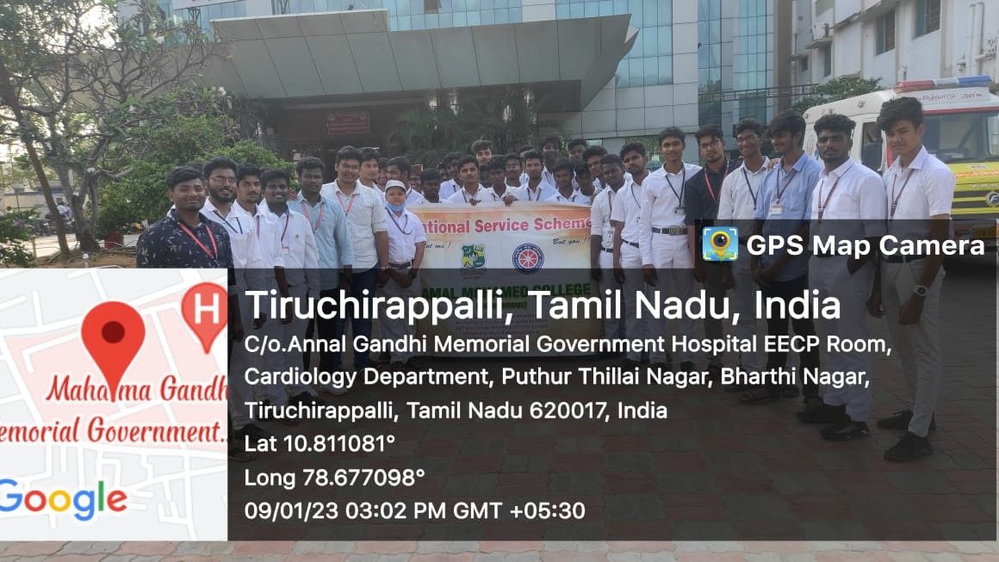 ational Service Scheme
ot me !
But you !!
AMAL MOHAMED COLLEGE
GPS Map Camera
Tiruchirappalli, Tamil Nadu, India
C/o.Annal Gandhi Memorial Government Hospital EECP Room,
Cardiology Department, Puthur Thillai Nagar, Bharthi Nagar,
Tiruchirappalli, Tamil Nadu 620017, India
Lat 10.811081°
Long 78.677098°
09/01/23 03:02 PM GMT +05:30
H
Mahatma Gandh
emorial Government..
Google